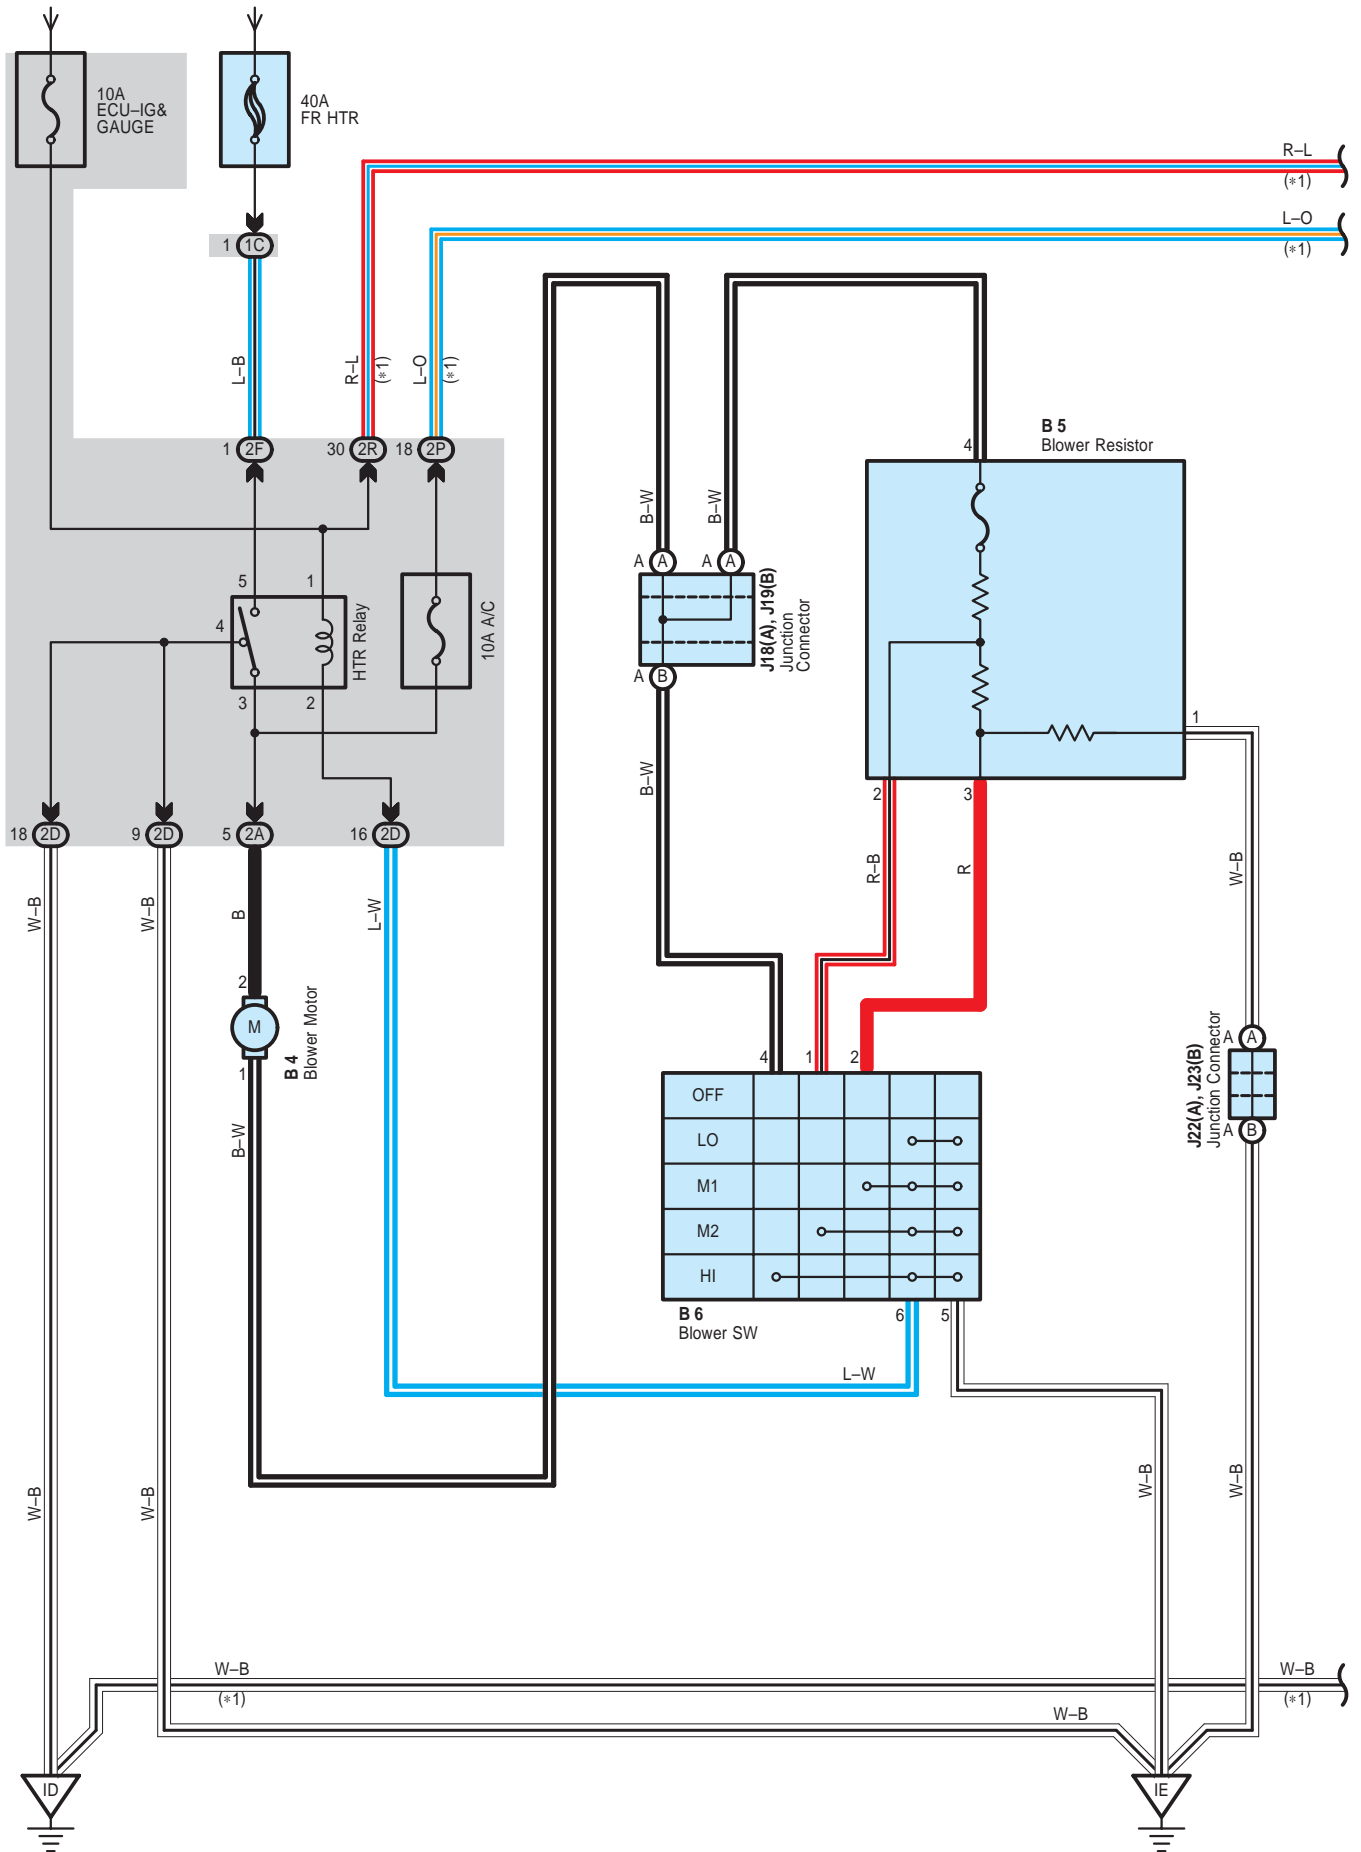 10A
ECU–IG&
GAUGE
40A
FR HTR
R–L
(*1)
L–O
(*1)
1 1C
L–B
R–L
(*1)
L–O
(*1)
1 2F
30 2R
18 2P
B 5
Blower Resistor
4
B–W
B–W
A A
A A
J18(A), J19(B)
Junction
Connector
A B
5
1
4
HTR Relay
10A A/C
3
2
1
B–W
2
3
18 2D
9 2D
5 2A
16 2D
W–B
W–B
B
L–W
R–B
R
W–B
2
M
1
B 4
Blower Motor
B–W
4
1
2
A A
J22(A), J23(B)
Junction Connector
A B
OFF
LO
M1
M2
HI
B 6
Blower SW
6
5
L–W
W–B
W–B
W–B
W–B
W–B
(*1)
W–B
(*1)
W–B
ID
IE